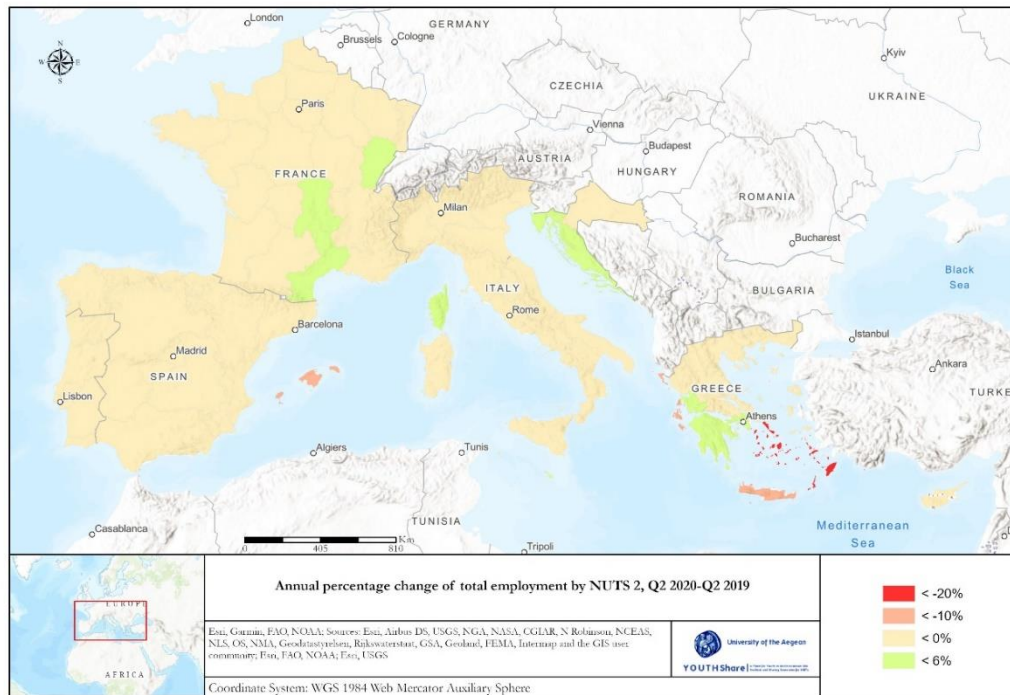 London
GERMANY
Brussels
Cologne
Kyiv
N
W
E
S
CZECHIA
UKRAINE
Paris
Vienna
Budapest
AUSTRIA
FRANCE
HUNGARY
ROMANIA
Milan
Bucharest
Black
Sea
ITALY
BULGARIA
Barcelona
Rome
Istanbul
Madrid
Ankara
SPAIN
GREECE
TURKE
Lisbon
Athens
Algiers
Tunis
Casablanca
TUNISIA
Mediterranean
Sea
Km
0 405 810
Tripoli
EUROPE
AFRICA
Annual percentage change of total employment by NUTS 2, Q2 2020-Q2 2019
Esri, Garmin, FAO, NOAA; Sources: Esri, Airbus DS, USGS, NGA, NASA, CGIAR, N Robinson, NCEAS,
NLS, OS, NMA, Geodatastyrelsen, Rijkswaterstaat, GSA, Geoland, FEMA, Intermap and the GIS user
community; Esri, FAO, NOAA; Esri, USGS
University of the Aegean
YOUTHShare
Coordinate System: WGS 1984 Web Mercator Auxiliary Sphere
< -20%
< -10%
< 0%
< 6%